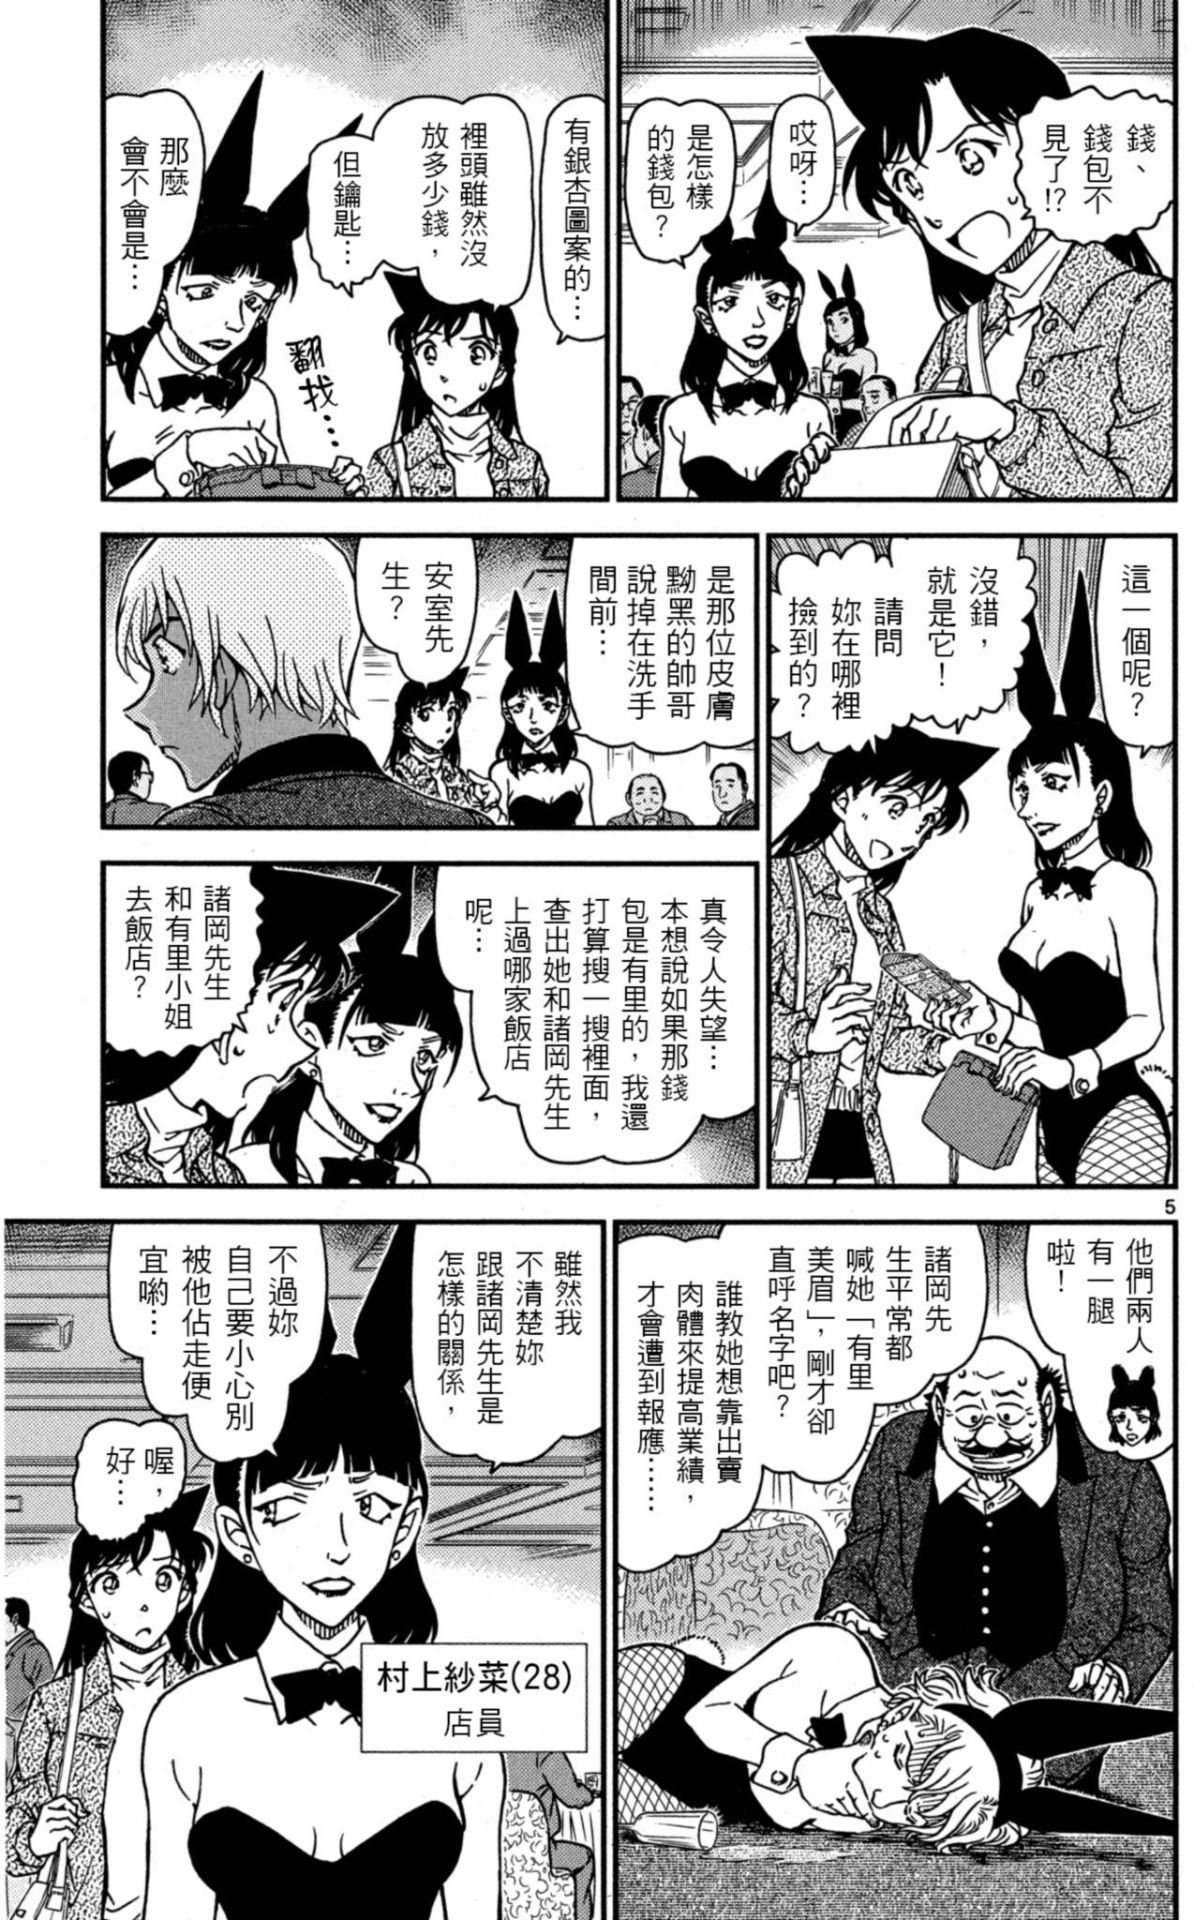 錢、
錢包不
見了!?
哎呀…
是怎樣
的錢包？
有銀杏圖案的…
裡頭雖然沒
放多少錢，
但鑰匙…
翻找…
那麼
會不會是…
這一個呢？
沒錯，
就是它！
請問
妳在哪裡
撿到的？
是那位皮膚
黝黑的帥哥
說掉在洗手
間前…
安室先
生？
真令人失望…
本想說如果那錢
包是有里的，我還
打算搜一搜裡面，
查出她和諸岡先生
上過哪家飯店
呢…
諸岡先生
和有里小姐
去飯店？
5
他們兩人
有一腿
啦！
諸岡先
生平常都
喊她「有里
美眉」，剛才卻
直呼名字吧？
誰教她想靠出賣
肉體來提高業績，
才會遭到報應……
雖然我
不清楚妳
跟諸岡先生是
怎樣的關係，
不過妳
自己要小心別
被他佔走便
宜喲…
喔，
好…
村上紗菜(28)
店員